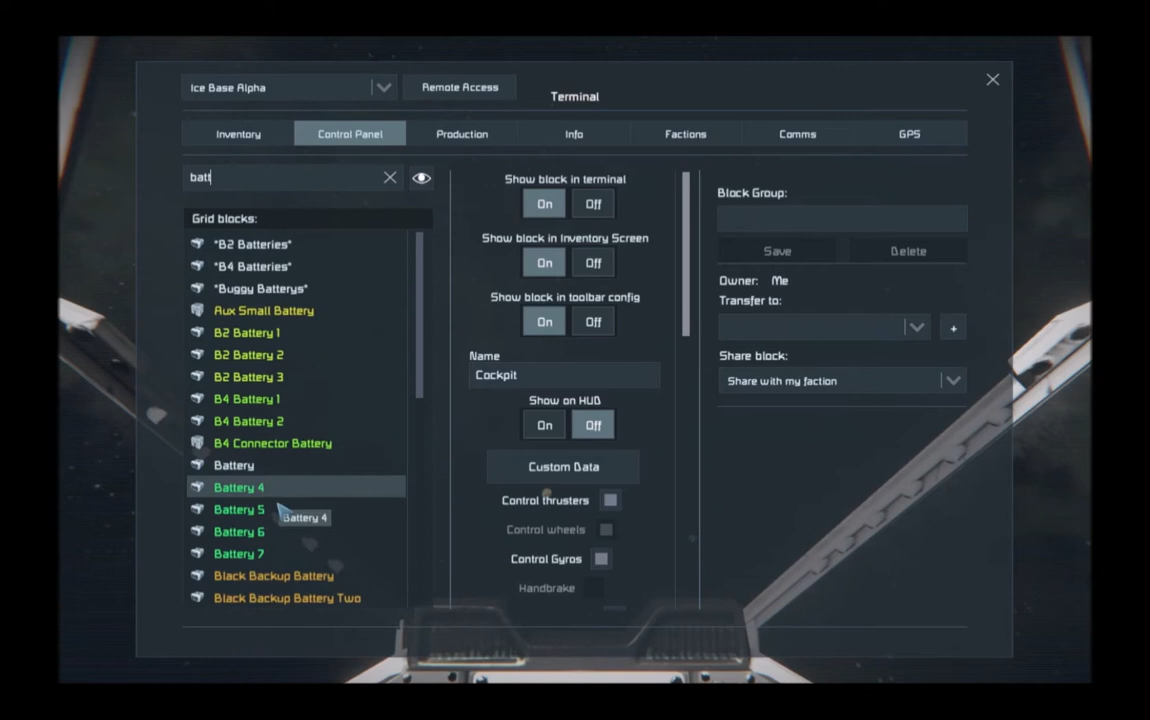 Ice Base Alpha
Remote Access
Terminal
Inventory
Control Panel
Production
Info
Factions
Comms
GPS
batt
Grid blocks:
*B2 Batteries*
*B4 Batteries*
*Buggy Batterys*
Aux Small Battery
B2 Battery 1
B2 Battery 2
B2 Battery 3
B4 Battery 1
B4 Battery 2
B4 Connector Battery
Battery
Battery 4
Battery 5
Battery 4
Battery 6
Battery 7
Black Backup Battery
Black Backup Battery Two
Show block in terminal
On Off
Show block in Inventory Screen
On Off
Show block in toolbar config
On Off
Name
Cockpit
Show on HUD
On Off
Custom Data
Control thrusters
Control wheels
Control Gyros
Handbrake
Block Group:
Save Delete
Owner: Me
Transfer to:
+
Share block:
Share with my faction